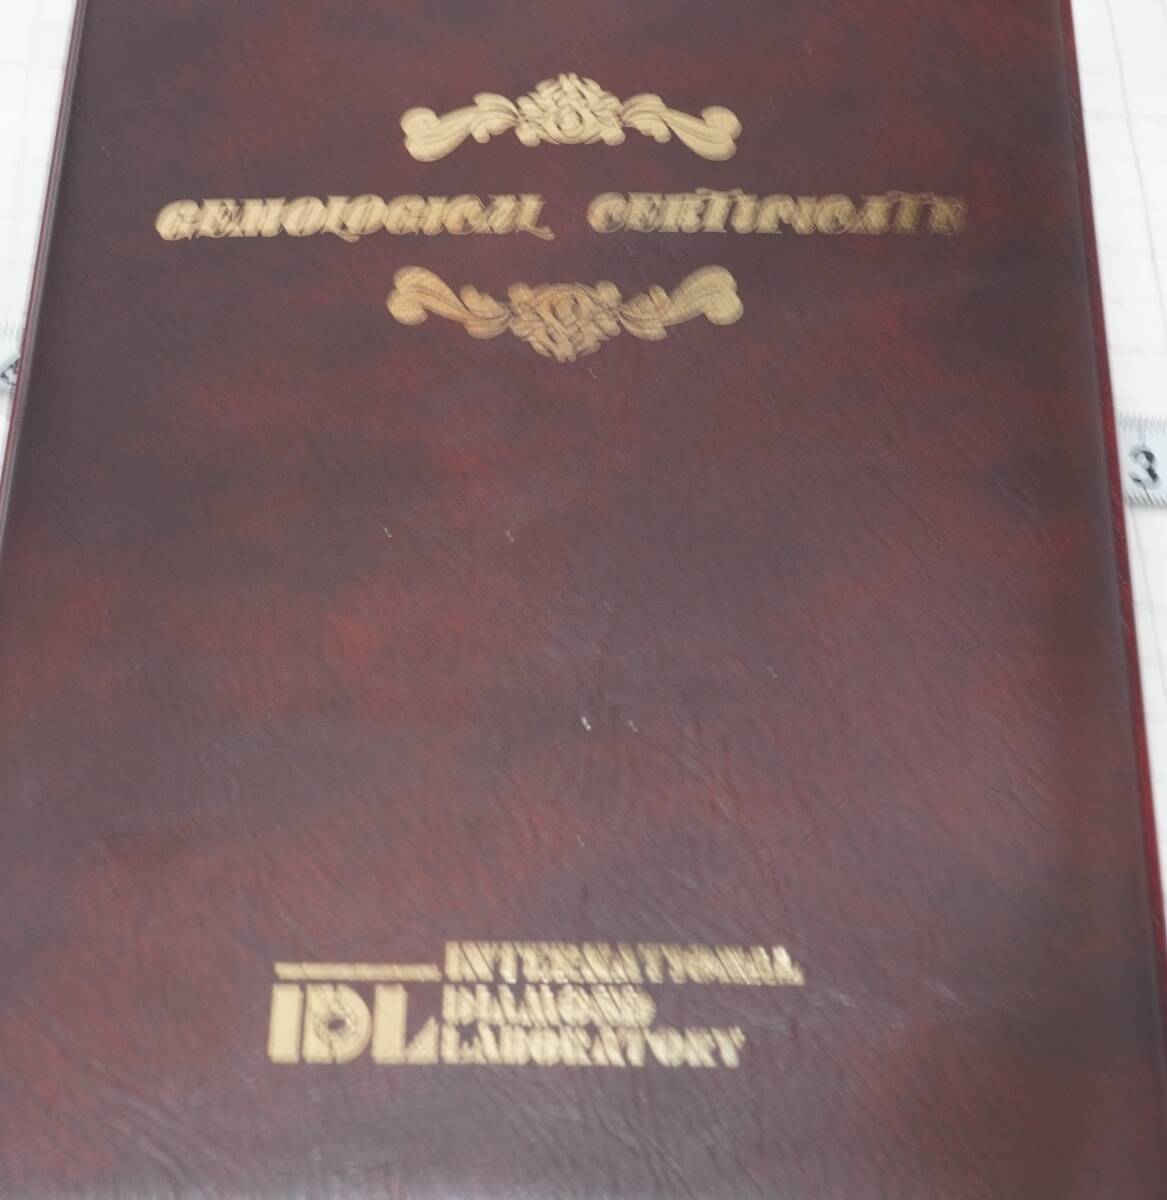 GEMOLOGICAL CERTIFICATE
INTERNATIONAL
IDL DIAMOND
LABORATORY
3